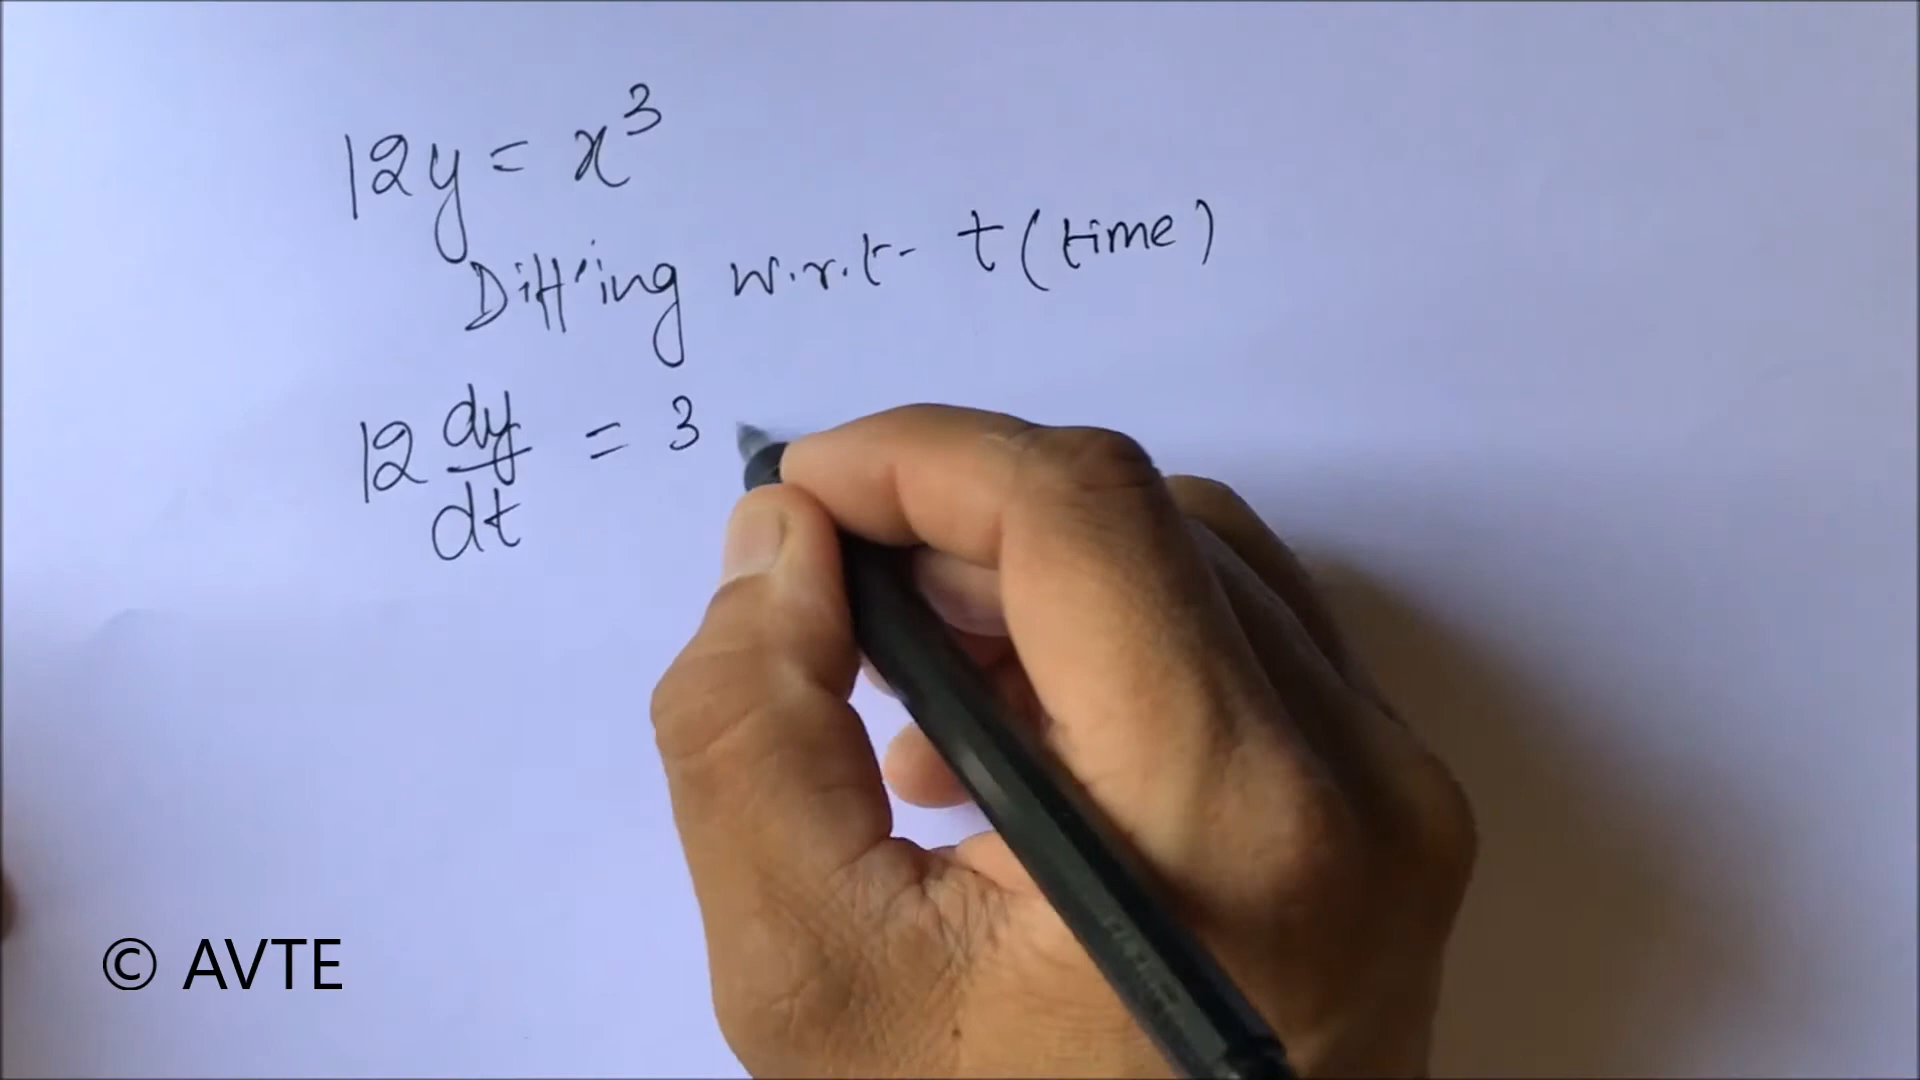 12y = x³
Diff'ing w.r.t. t (time)
12 dy/dt = 3
© AVTE